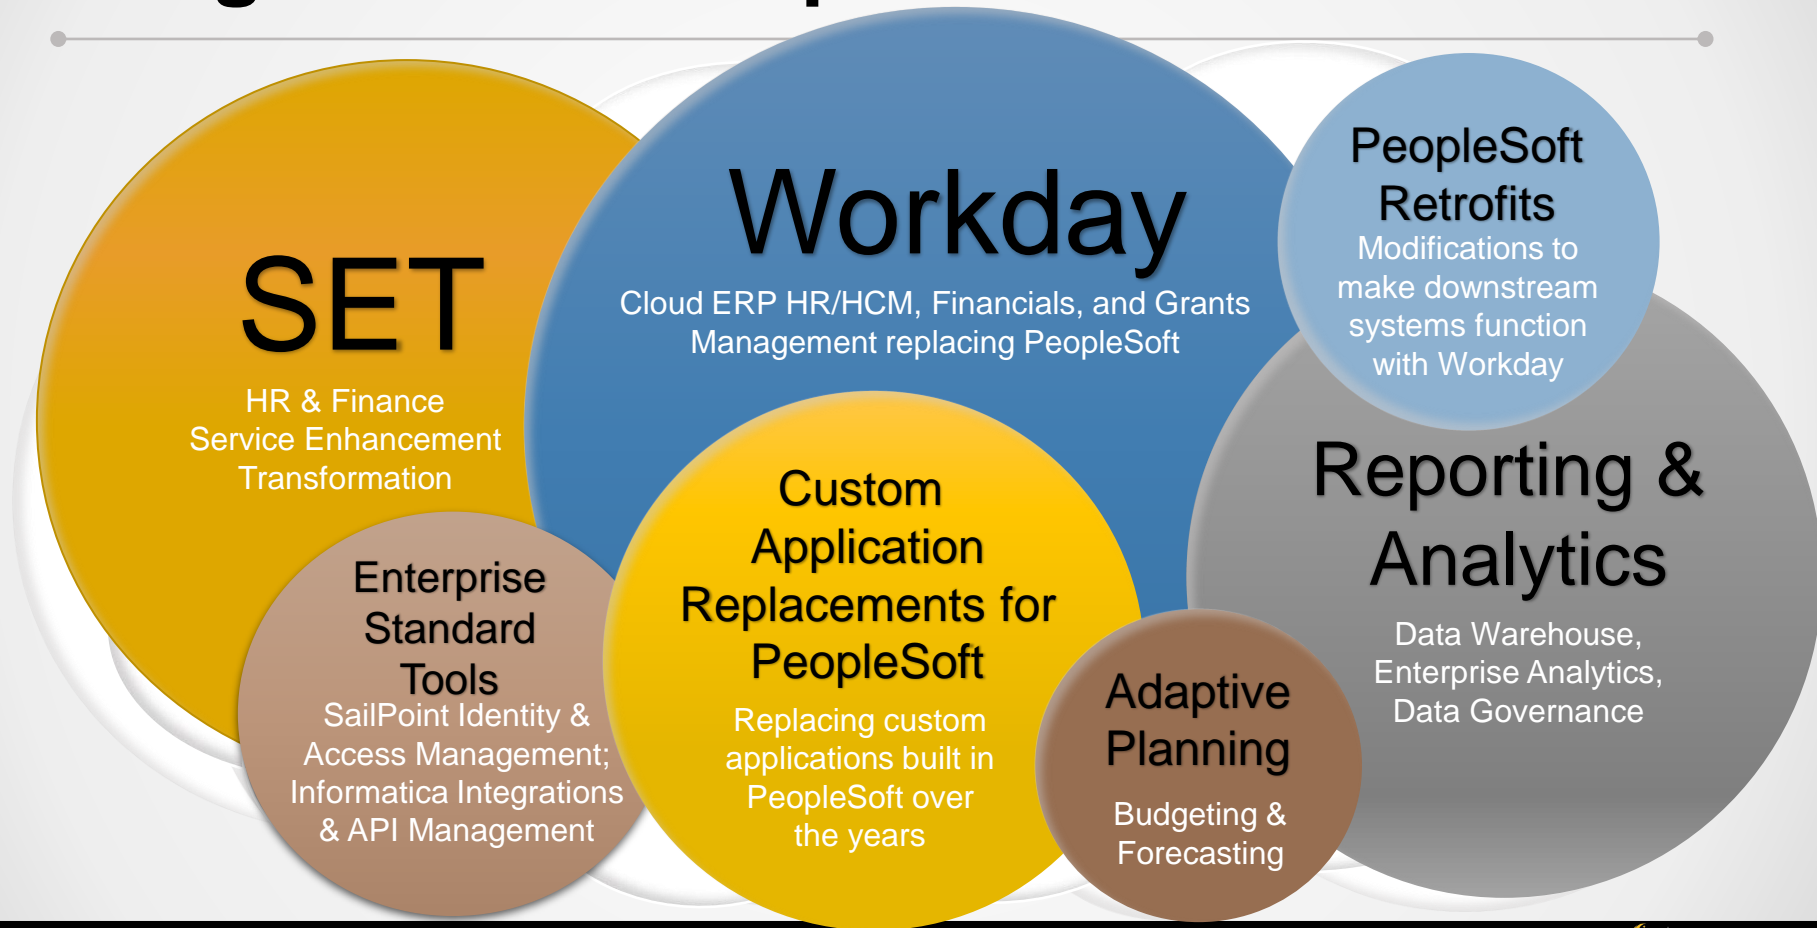 SET
HR & Finance
Service Enhancement
Transformation
Workday
Cloud ERP HR/HCM, Financials, and Grants
Management replacing PeopleSoft
PeopleSoft
Retrofits
Modifications to
make downstream
systems function
with Workday
Enterprise
Standard
Tools
SailPoint Identity &
Access Management;
Informatica Integrations
& API Management
Custom
Application
Replacements for
PeopleSoft
Replacing custom
applications built in
PeopleSoft over
the years
Adaptive
Planning
Budgeting &
Forecasting
Reporting &
Analytics
Data Warehouse,
Enterprise Analytics,
Data Governance